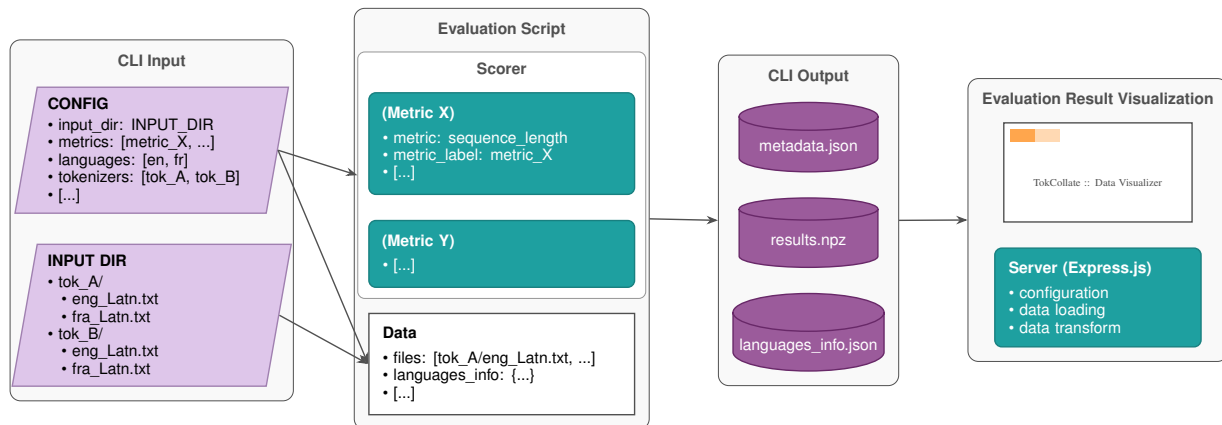 CLI Input
CONFIG
• input_dir: INPUT_DIR
• metrics: [metric_X, ...]
• languages: [en, fr]
• tokenizers: [tok_A, tok_B]
• [...]
INPUT DIR
• tok_A/
• eng_Latn.txt
• fra_Latn.txt
• tok_B/
• eng_Latn.txt
• fra_Latn.txt
Evaluation Script
Scorer
(Metric X)
• metric: sequence_length
• metric_label: metric_X
• [...]
(Metric Y)
• [...]
Data
• files: [tok_A/eng_Latn.txt, ...]
• languages_info: {...}
• [...]
CLI Output
metadata.json
results.npz
languages_info.json
Evaluation Result Visualization
TokCollate :: Data Visualizer
Server (Express.js)
• configuration
• data loading
• data transform